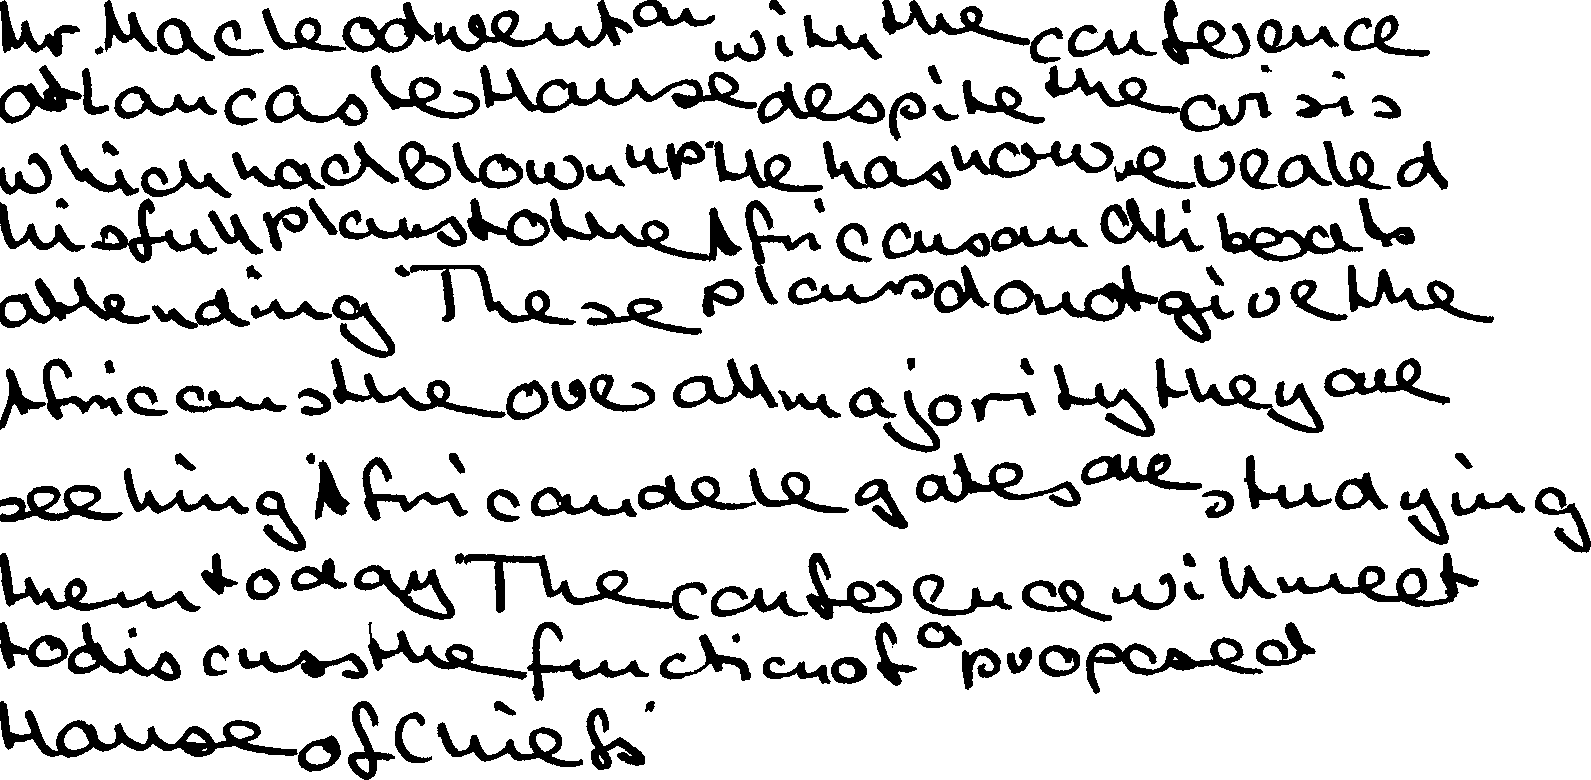 Mr. Macleod went on with the conference
at Lancaster House despite the crisis
which had blown up. He has now revealed
his full plans to the Africans and Liberals
attending. These plans do not give the
Africans the overall majority they are
seeking. African delegates are studying
them today. The conference will meet
to discuss the function of a proposed
House of Chiefs.